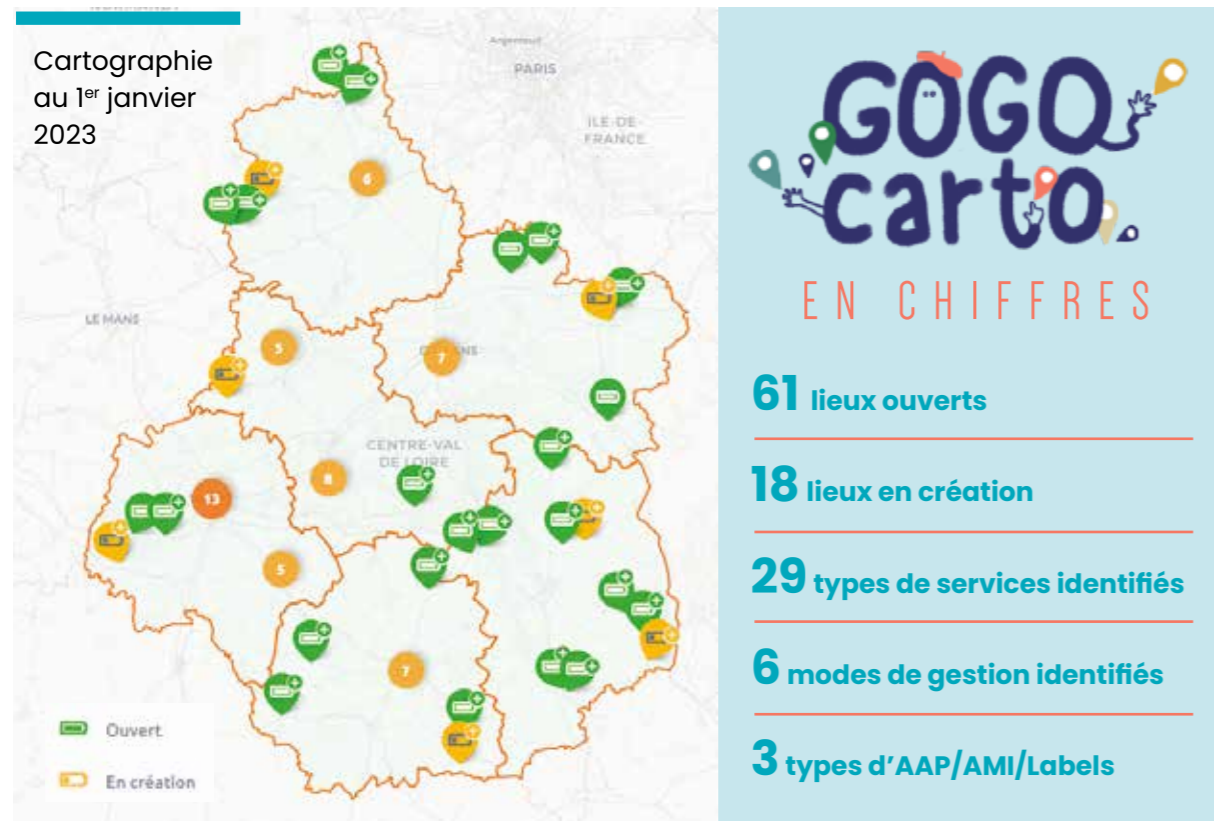 Cartographie
au 1er janvier
2023
Argenteuil
PARIS
ILE-DE-
FRANCE
6
LE MANS
3
7
CENTRE-VAL
DE LOIRE
8
13
5
7
Ouvert
En création
GOGO
carto
EN CHIFFRES
61 lieux ouverts
18 lieux en création
29 types de services identifiés
6 modes de gestion identifiés
3 types d’AAP/AMI/Labels